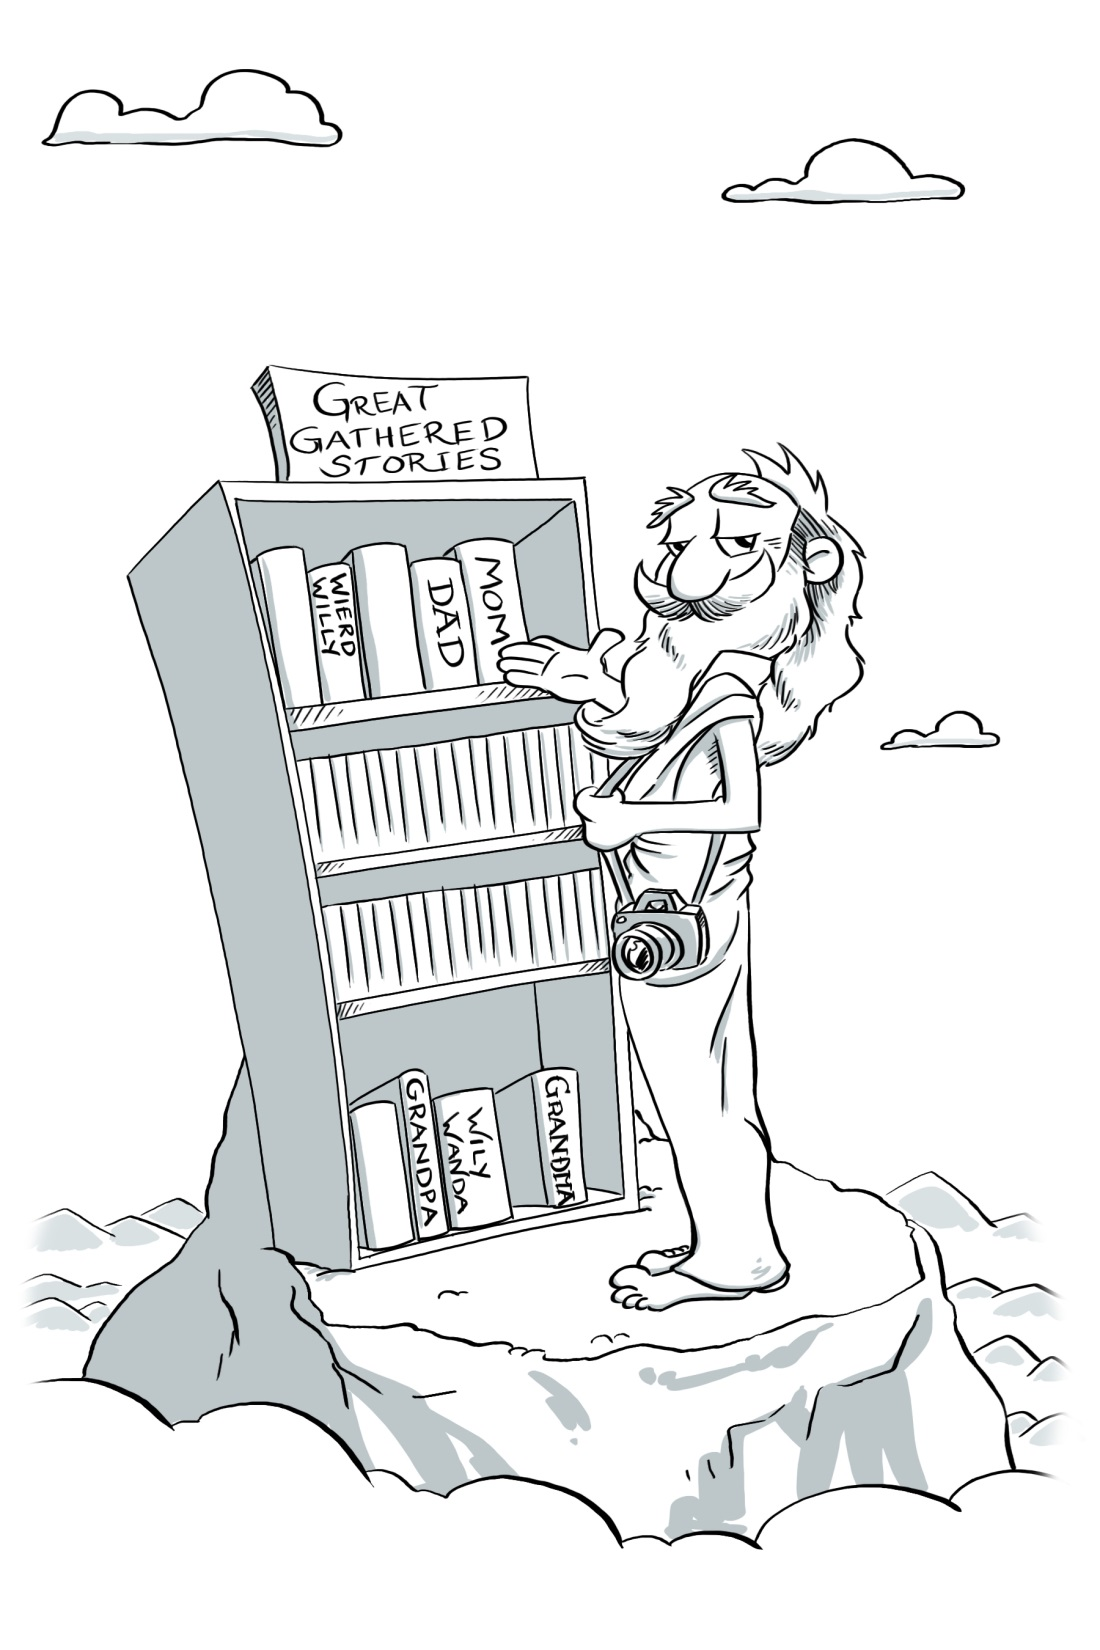 GREAT
GATHERED
STORIES
WIERD
WILLY
DAD
MOM
GRANDPA
WILY
WANDA
GRANDMA